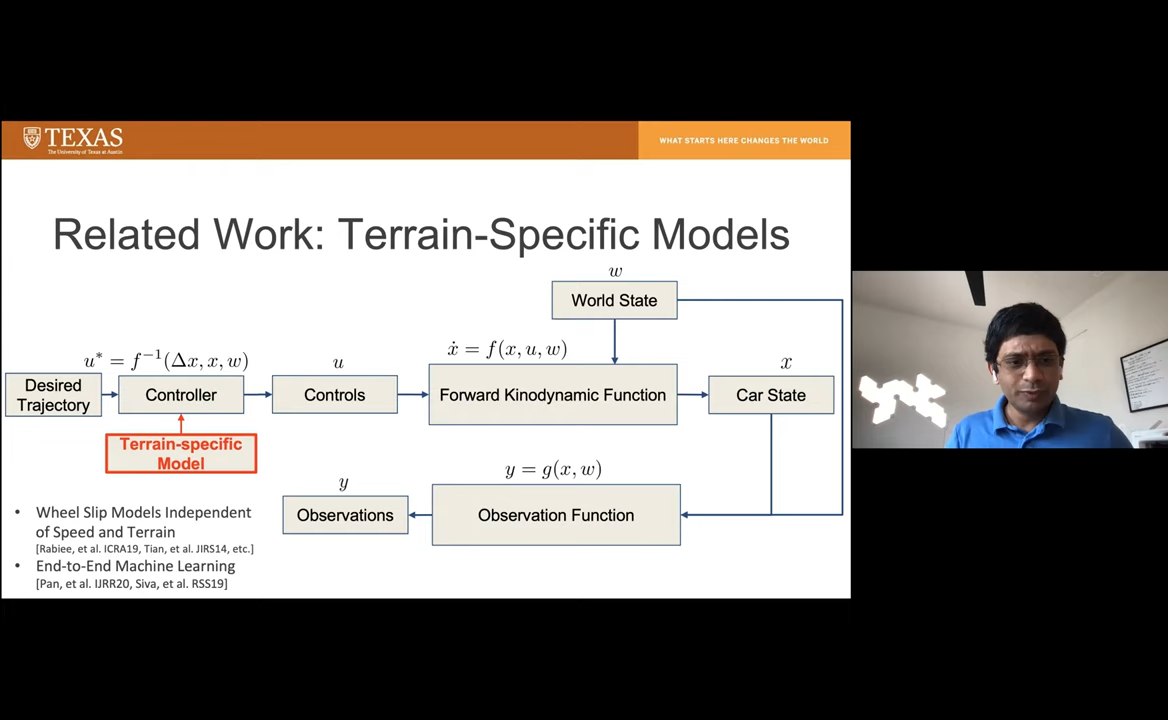 TEXAS
The University of Texas at Austin
WHAT STARTS HERE CHANGES THE WORLD
Related Work: Terrain-Specific Models
w
World State
u* = f⁻¹(Δx, x, w)
u
ẋ = f(x, u, w)
x
Desired
Trajectory
Controller
Controls
Forward Kinodynamic Function
Car State
Terrain-specific
Model
y
y = g(x, w)
Observations
Observation Function
• Wheel Slip Models Independent
of Speed and Terrain
[Rabiee, et al. ICRA19, Tian, et al. JIRS14, etc.]
• End-to-End Machine Learning
[Pan, et al. IJRR20, Siva, et al. RSS19]